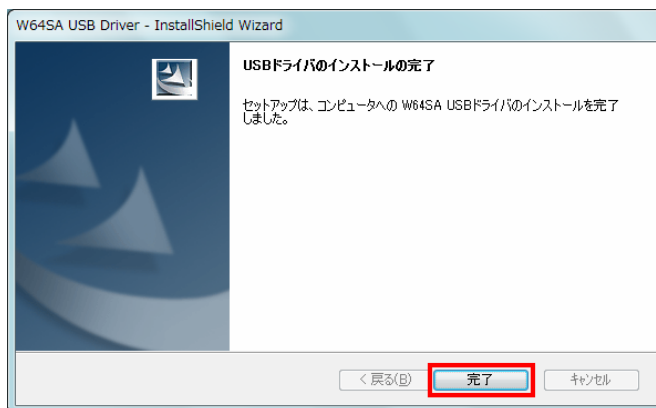 W64SA USB Driver - InstallShield Wizard
USBドライバのインストールの完了
セットアップは、コンピュータへの W64SA USBドライバのインストールを完了
しました。
< 戻る(B) 完了 キャンセル